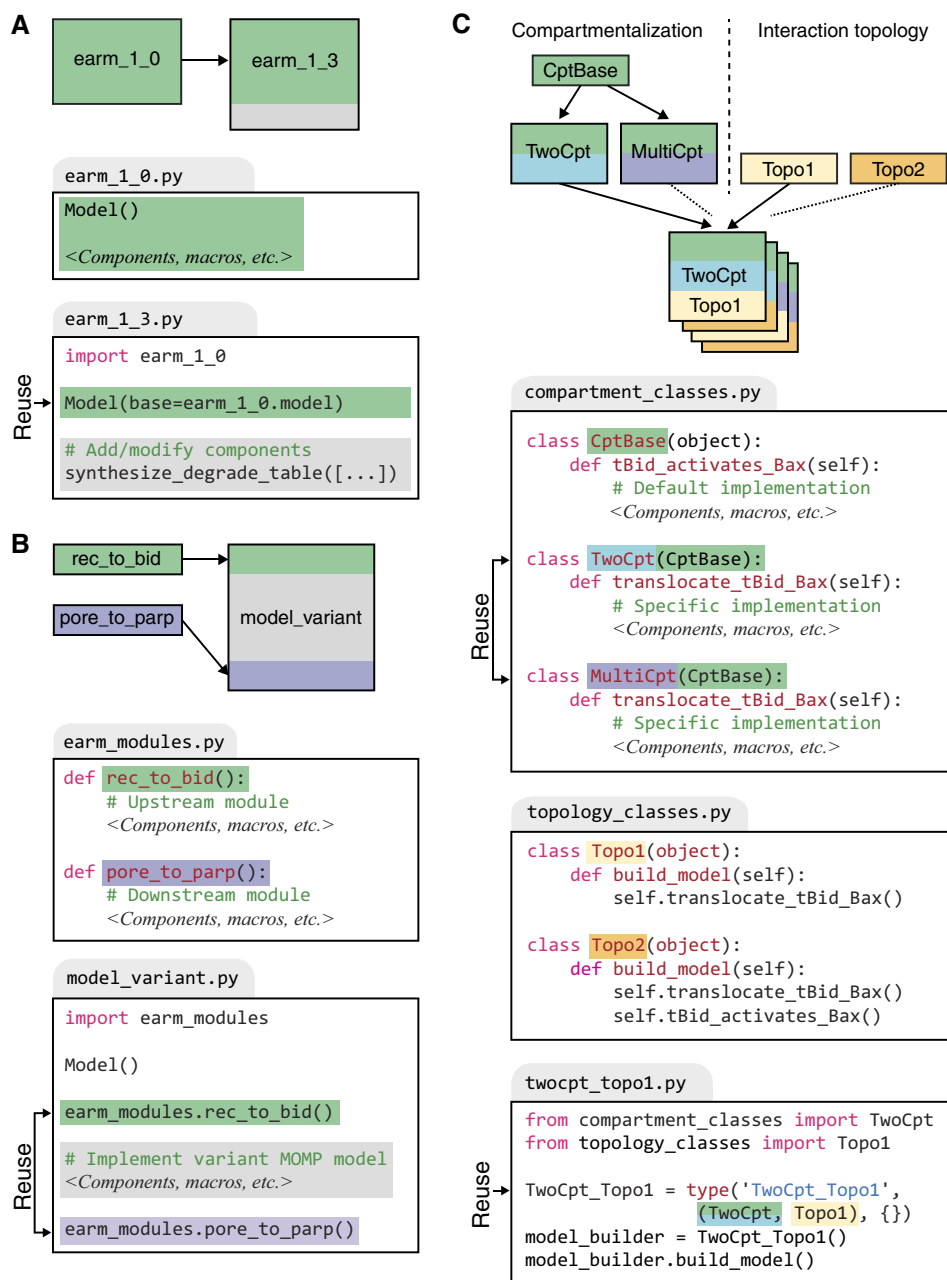 A
earm_1_0
earm_1_3
earm_1_0.py
Model()
<Components, macros, etc.>
earm_1_3.py
import earm_1_0
Reuse
Model(base=earm_1_0.model)
# Add/modify components
synthesize_degrade_table([...])
B
rec_to_bid
pore_to_parp
model_variant
earm_modules.py
def rec_to_bid():
# Upstream module
<Components, macros, etc.>
def pore_to_parp():
# Downstream module
<Components, macros, etc.>
model_variant.py
import earm_modules
Model()
Reuse
earm_modules.rec_to_bid()
# Implement variant MOMP model
<Components, macros, etc.>
earm_modules.pore_to_parp()
C
Compartmentalization
Interaction topology
CptBase
TwoCpt
MultiCpt
Topo1
Topo2
TwoCpt
Topo1
compartment_classes.py
class CptBase(object):
def tBid_activates_Bax(self):
# Default implementation
<Components, macros, etc.>
Reuse
class TwoCpt(CptBase):
def translocate_tBid_Bax(self):
# Specific implementation
<Components, macros, etc.>
class MultiCpt(CptBase):
def translocate_tBid_Bax(self):
# Specific implementation
<Components, macros, etc.>
topology_classes.py
class Topo1(object):
def build_model(self):
self.translocate_tBid_Bax()
class Topo2(object):
def build_model(self):
self.translocate_tBid_Bax()
self.tBid_activates_Bax()
twocpt_topo1.py
from compartment_classes import TwoCpt
from topology_classes import Topo1
Reuse
TwoCpt_Topo1 = type('TwoCpt_Topo1',
(TwoCpt, Topo1), {})
model_builder = TwoCpt_Topo1()
model_builder.build_model()